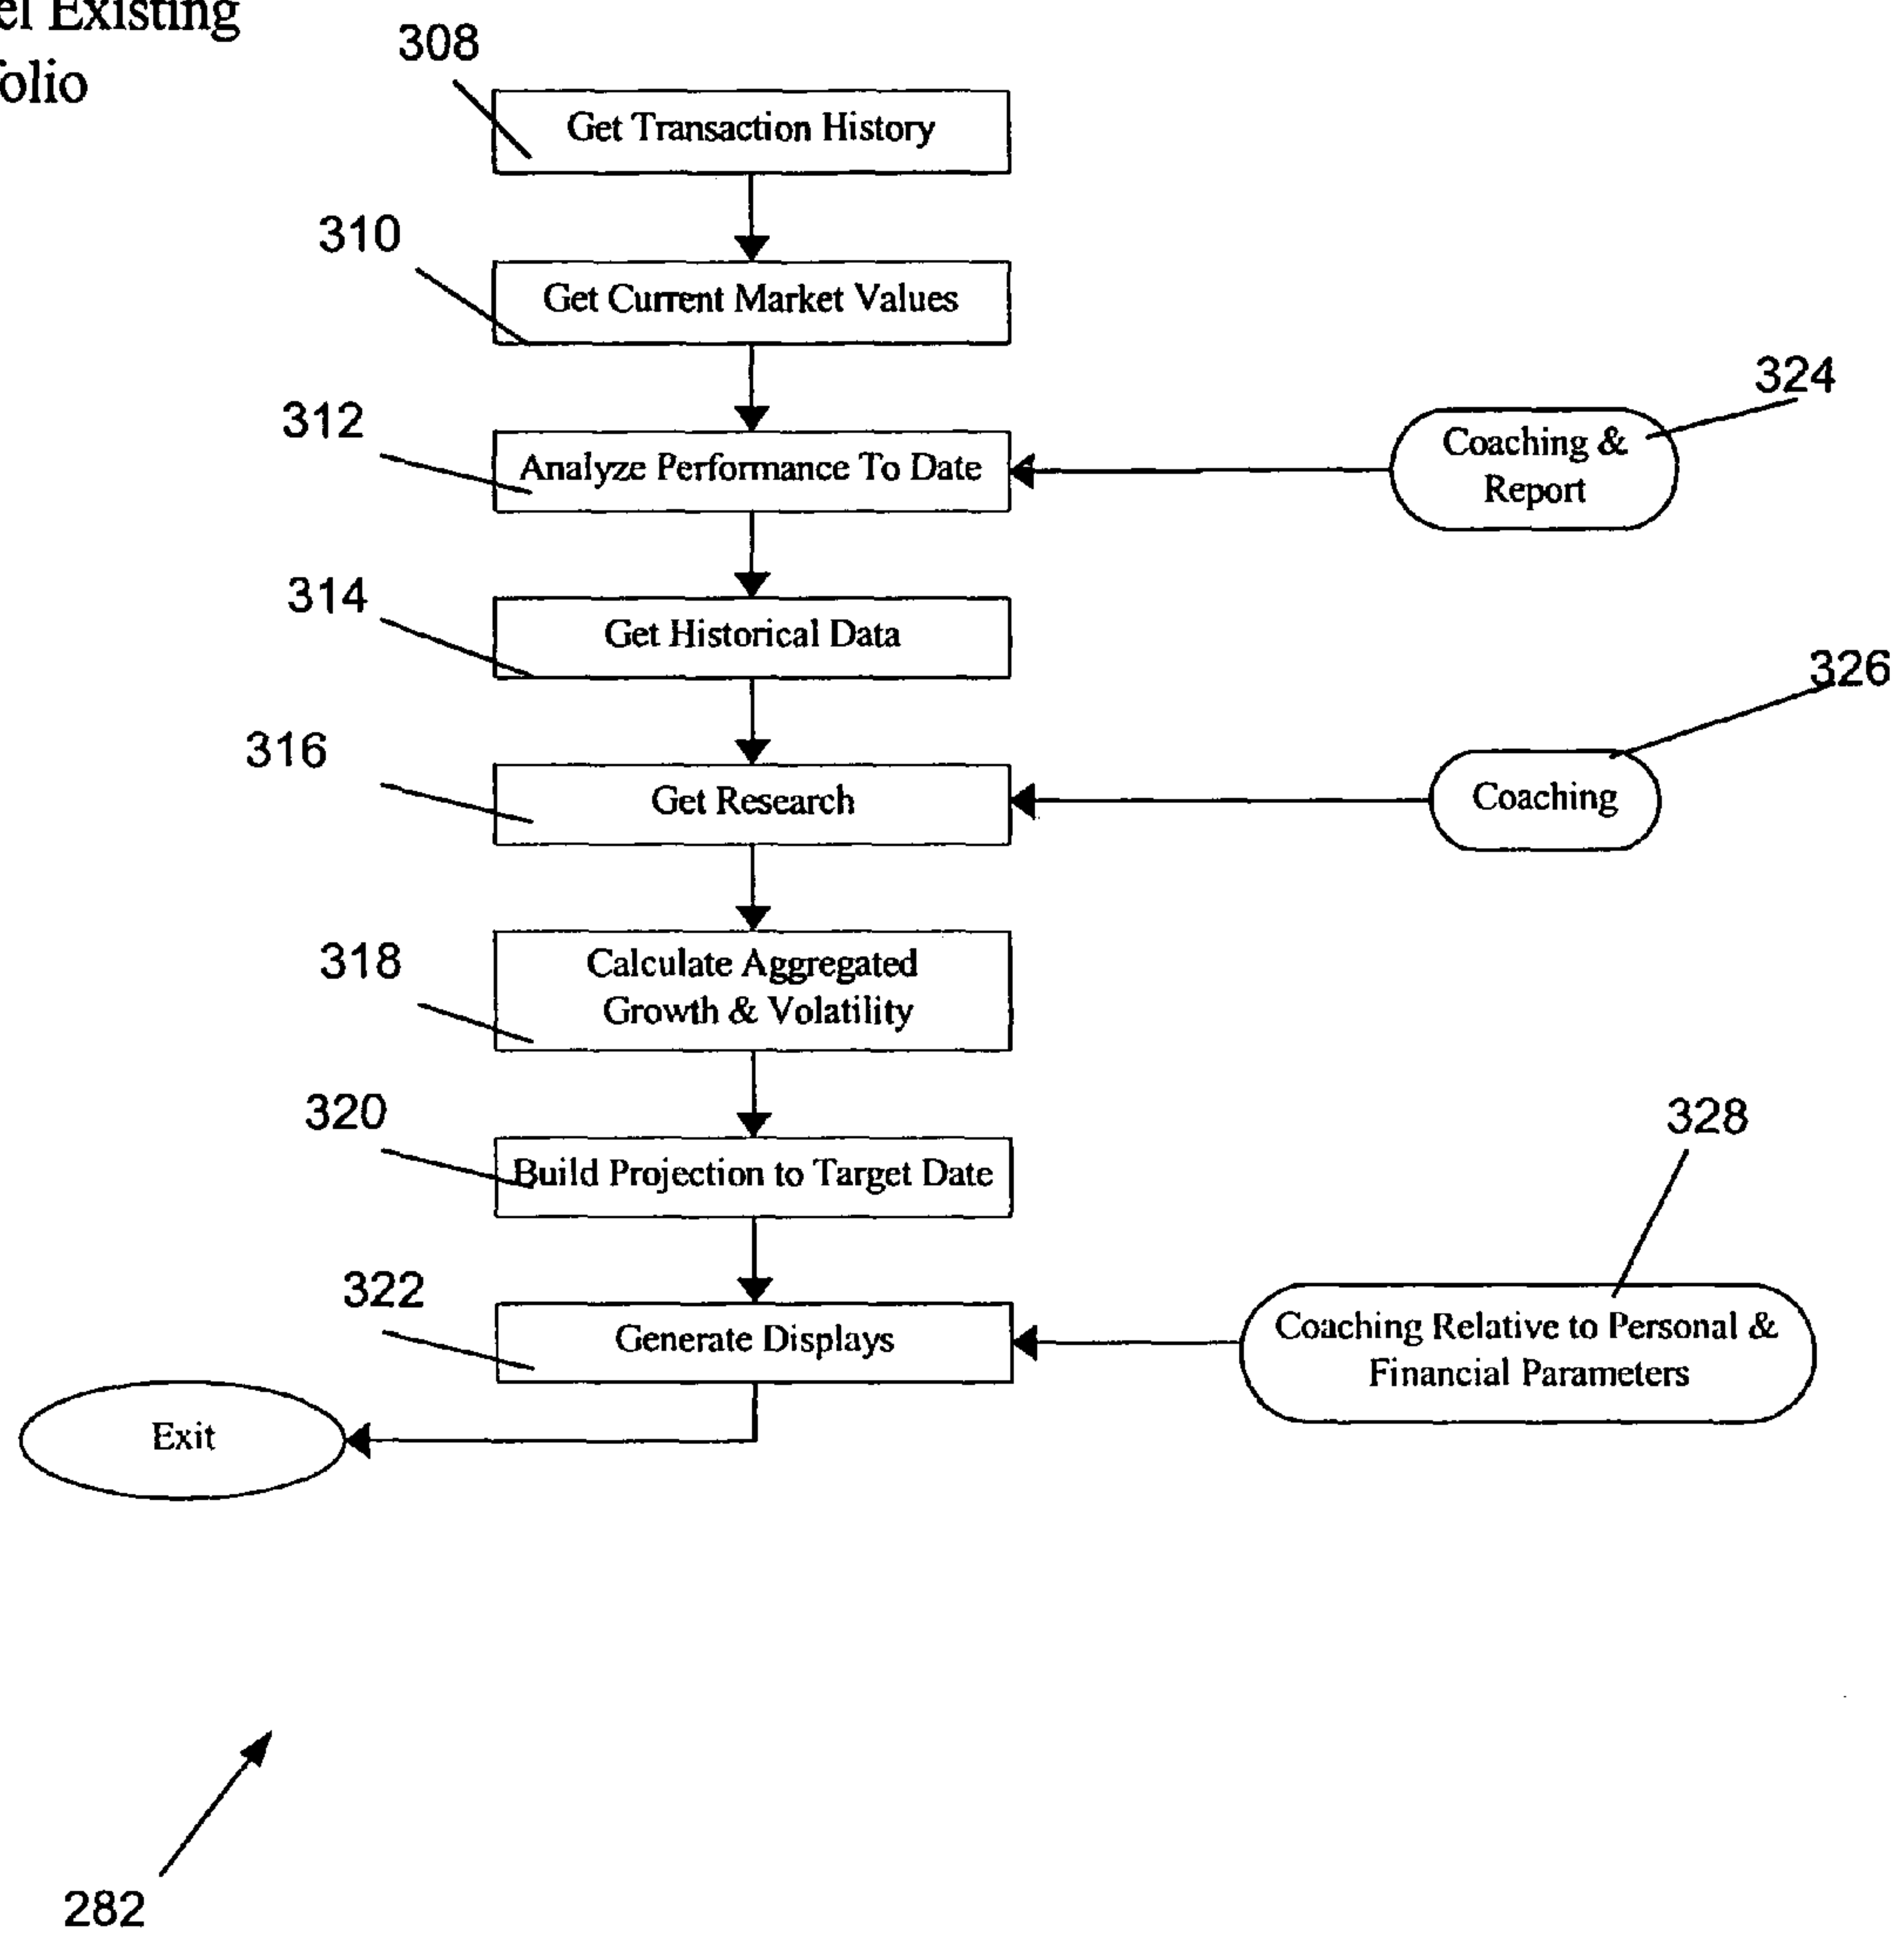 el Existing
folio
308
Get Transaction History
310
Get Current Market Values
312
Analyze Performance To Date
324
Coaching &
Report
314
Get Historical Data
316
Get Research
326
Coaching
318
Calculate Aggregated
Growth & Volatility
320
Build Projection to Target Date
322
Generate Displays
328
Coaching Relative to Personal &
Financial Parameters
Exit
282